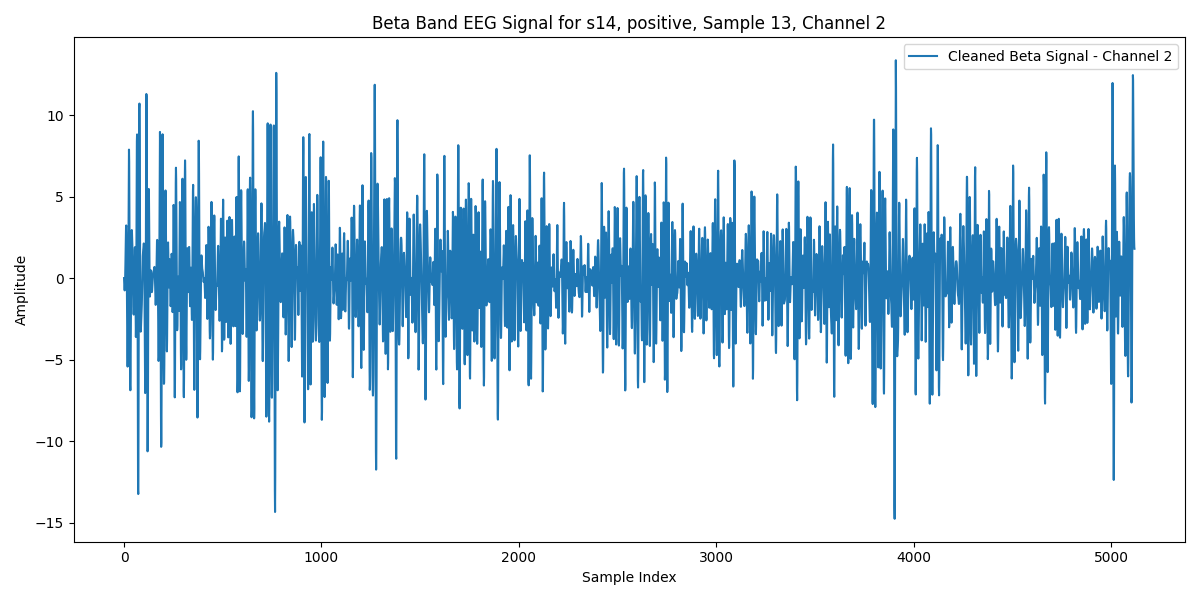 Beta Band EEG Signal for s14, positive, Sample 13, Channel 2
Cleaned Beta Signal - Channel 2
Amplitude
10
5
0
−5
−10
−15
0 1000 2000 3000 4000 5000
Sample Index